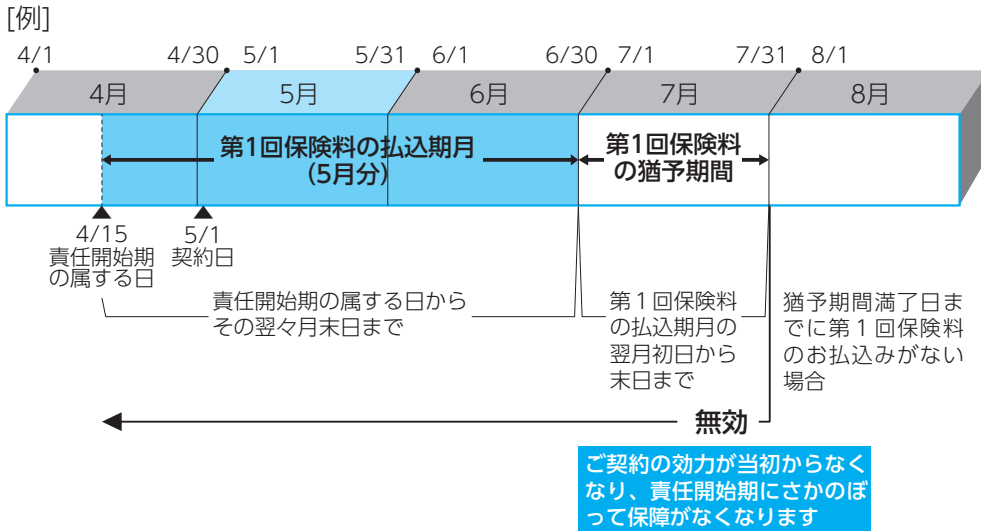 [例]
4/1 4/30 5/1 5/31 6/1 6/30 7/1 7/31 8/1
4月 5月 6月 7月 8月
第1回保険料の払込期月
(5月分)
第1回保険料
の猶予期間
4/15
責任開始期
の属する日
5/1
契約日
責任開始期の属する日から
その翌々月末日まで
第1回保険料
の払込期月の
翌月初日から
末日まで
猶予期間満了日ま
でに第1回保険料
のお払込みがない
場合
無効
ご契約の効力が当初からなく
なり、責任開始期にさかのぼ
って保障がなくなります